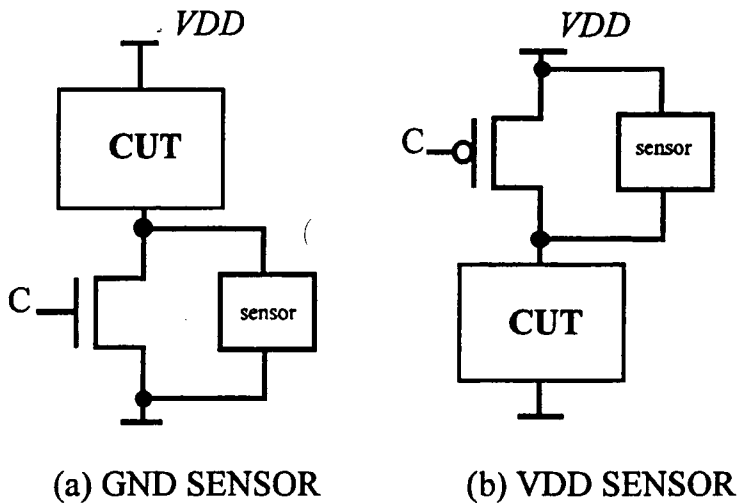 VDD
CUT
C
sensor
(a) GND SENSOR
VDD
C
sensor
CUT
(b) VDD SENSOR